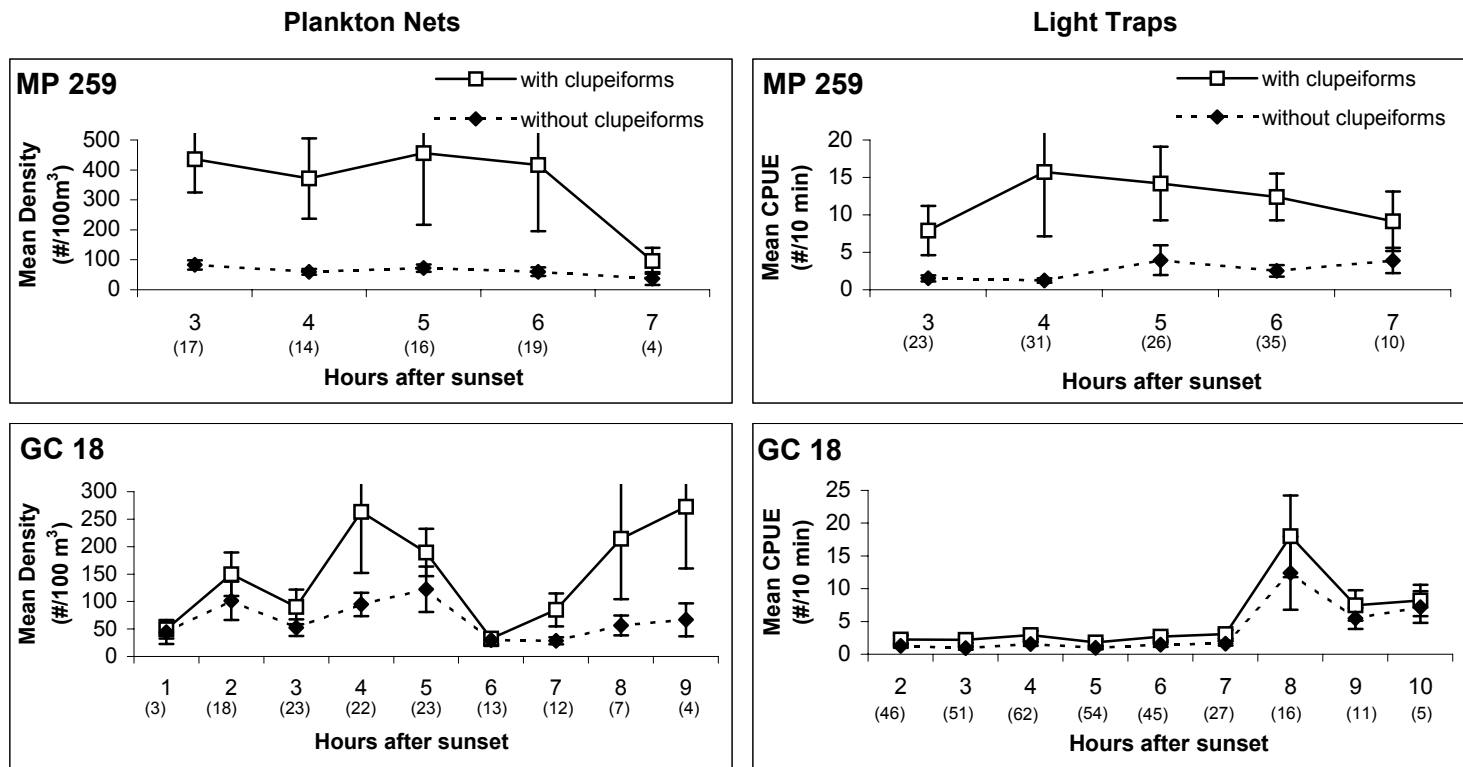 Plankton Nets
Light Traps
MP 259
with clupeiforms
without clupeiforms
Mean Density
(#/100m³)
500
400
300
200
100
0
3 4 5 6 7
(17) (14) (16) (19) (4)
Hours after sunset
MP 259
with clupeiforms
without clupeiforms
Mean CPUE
(#/10 min)
20
15
10
5
0
3 4 5 6 7
(23) (31) (26) (35) (10)
Hours after sunset
GC 18
Mean Density
(#/100 m³)
300
250
200
150
100
50
0
1 2 3 4 5 6 7 8 9
(3) (18) (23) (22) (23) (13) (12) (7) (4)
Hours after sunset
GC 18
Mean CPUE
(#/10 min)
25
20
15
10
5
0
2 3 4 5 6 7 8 9 10
(46) (51) (62) (54) (45) (27) (16) (11) (5)
Hours after sunset